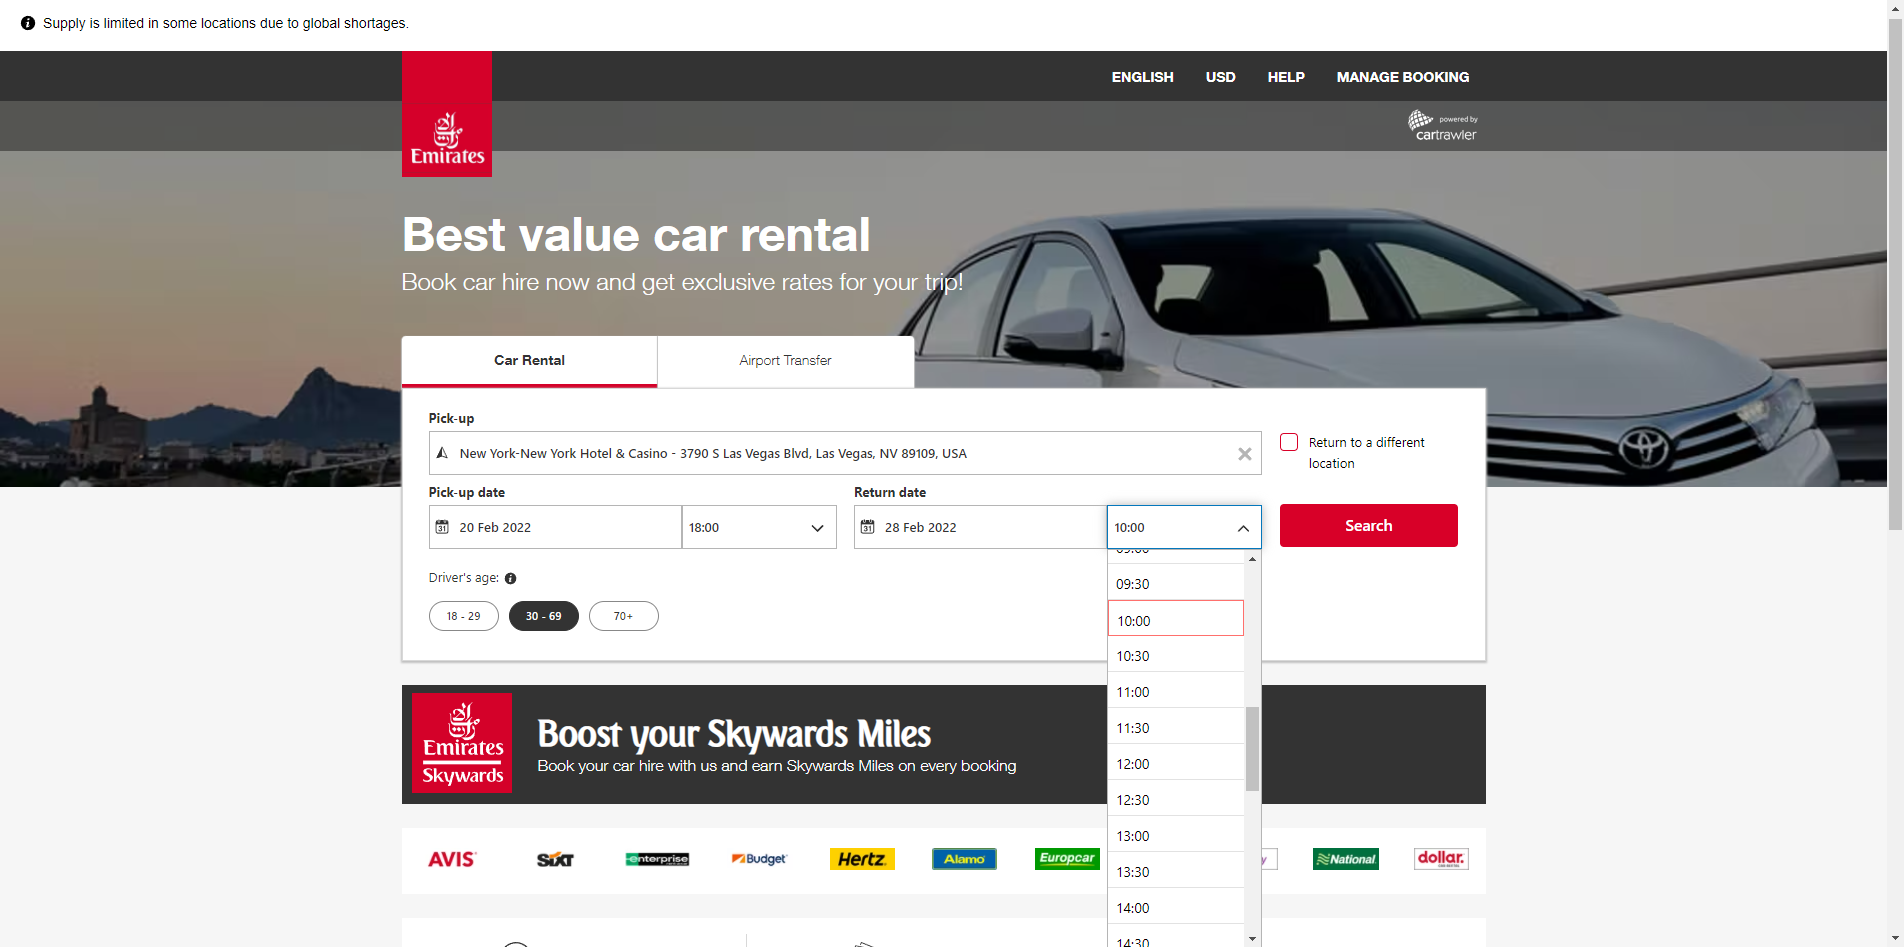 Supply is limited in some locations due to global shortages.
ENGLISH USD HELP MANAGE BOOKING
powered by
cartrawler
Emirates
Best value car rental
Book car hire now and get exclusive rates for your trip!
Car Rental
Airport Transfer
Pick-up
New York-New York Hotel & Casino - 3790 S Las Vegas Blvd, Las Vegas, NV 89109, USA
Return to a different
location
Pick-up date
Return date
31 20 Feb 2022
18:00
31 28 Feb 2022
10:00
Search
Driver's age:
18 - 29
30 - 69
70+
09:00
09:30
10:00
10:30
11:00
11:30
12:00
12:30
13:00
13:30
14:00
14:30
Emirates
Skywards
Boost your Skywards Miles
Book your car hire with us and earn Skywards Miles on every booking
AVIS
SIXT
enterprise
Budget
Hertz
Alamo
Europcar
y
National
dollar.